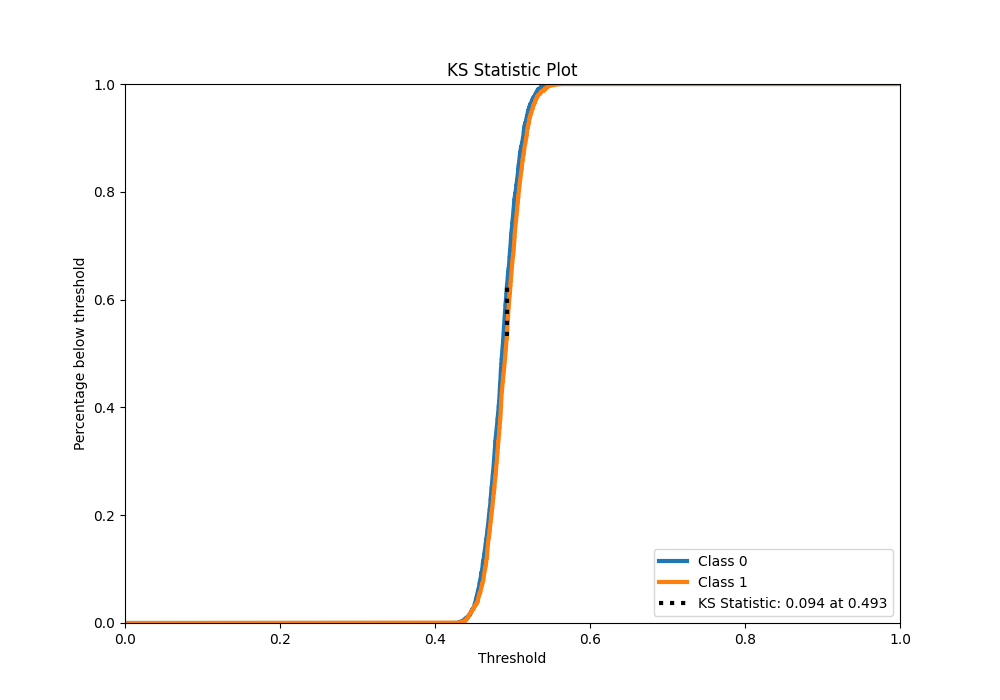 KS Statistic Plot
1.0
0.8
0.6
0.4
0.2
0.0
Percentage below threshold
0.0 0.2 0.4 0.6 0.8 1.0
Threshold
Class 0
Class 1
KS Statistic: 0.094 at 0.493